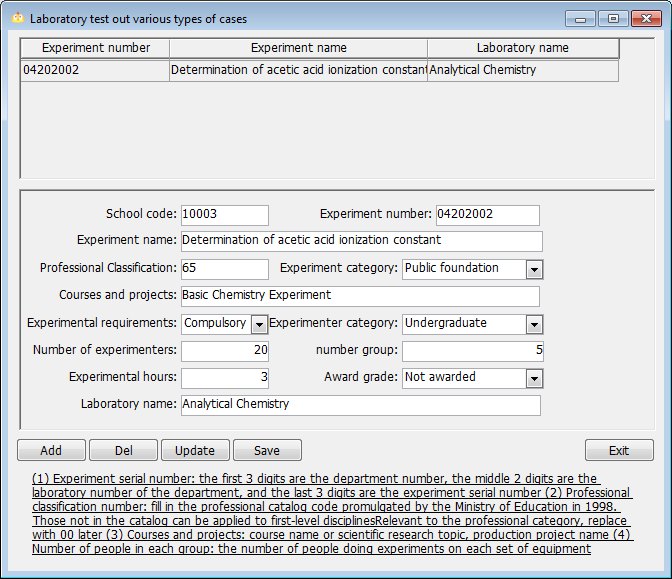 Laboratory test out various types of cases
Experiment number Experiment name Laboratory name
04202002 Determination of acetic acid ionization constant Analytical Chemistry
School code: 10003 Experiment number: 04202002
Experiment name: Determination of acetic acid ionization constant
Professional Classification: 65 Experiment category: Public foundation
Courses and projects: Basic Chemistry Experiment
Experimental requirements: Compulsory Experimenter category: Undergraduate
Number of experimenters: 20 number group: 5
Experimental hours: 3 Award grade: Not awarded
Laboratory name: Analytical Chemistry
Add Del Update Save Exit
(1) Experiment serial number: the first 3 digits are the department number, the middle 2 digits are the
laboratory number of the department, and the last 3 digits are the experiment serial number (2) Professional
classification number: fill in the professional catalog code promulgated by the Ministry of Education in 1998.
Those not in the catalog can be applied to first-level disciplinesRelevant to the professional category, replace
with 00 later (3) Courses and projects: course name or scientific research topic, production project name (4)
Number of people in each group: the number of people doing experiments on each set of equipment